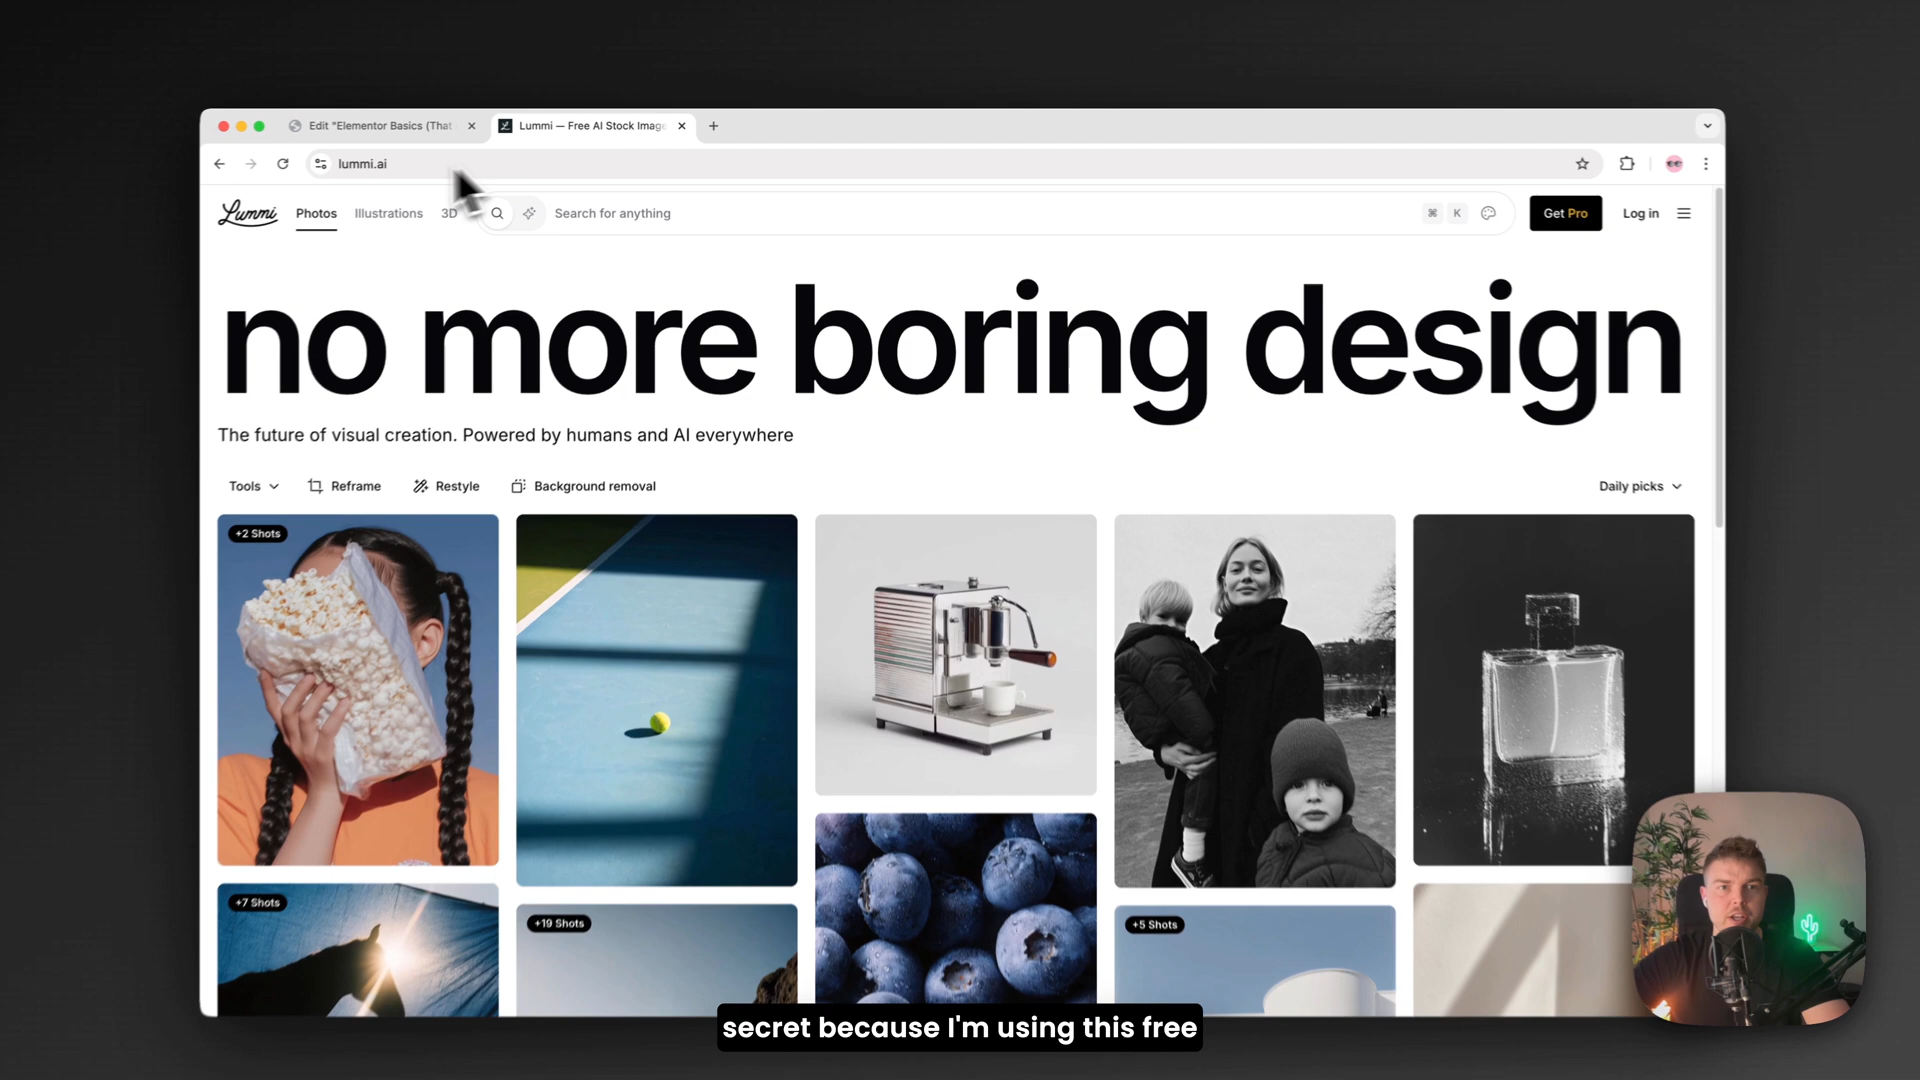 Edit "Elementor Basics (That
Lummi — Free AI Stock Image
lummi.ai
Lummi
Photos
Illustrations
3D
Search for anything
⌘ K
Get Pro
Log in
no more boring design
The future of visual creation. Powered by humans and AI everywhere
Tools
Reframe
Restyle
Background removal
Daily picks
+2 Shots
+7 Shots
+19 Shots
+5 Shots
secret because I'm using this free